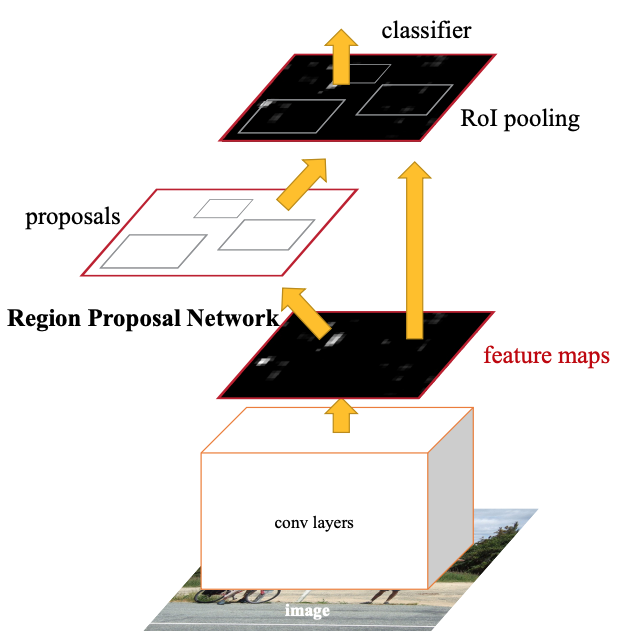 classifier
RoI pooling
proposals
Region Proposal Network
feature maps
conv layers
image